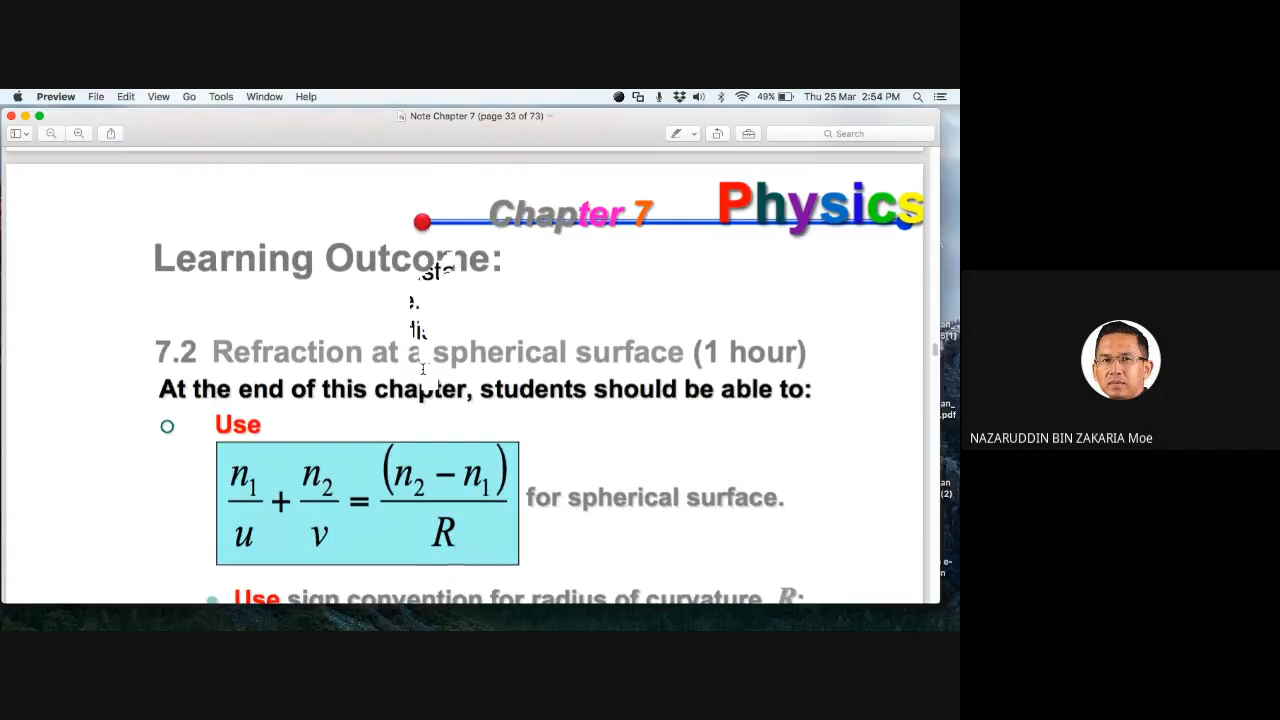 Preview File Edit View Go Tools Window Help 49% Thu 25 Mar 2:54 PM
Note Chapter 7 (page 33 of 73)
Search
Chapter 7 Physics
Learning Outcome:
7.2 Refraction at a spherical surface (1 hour)
At the end of this chapter, students should be able to:
Use
n₁/u + n₂/v = (n₂ − n₁)/R for spherical surface.
Use sign convention for radius of curvature, R:
NAZARUDDIN BIN ZAKARIA Moe